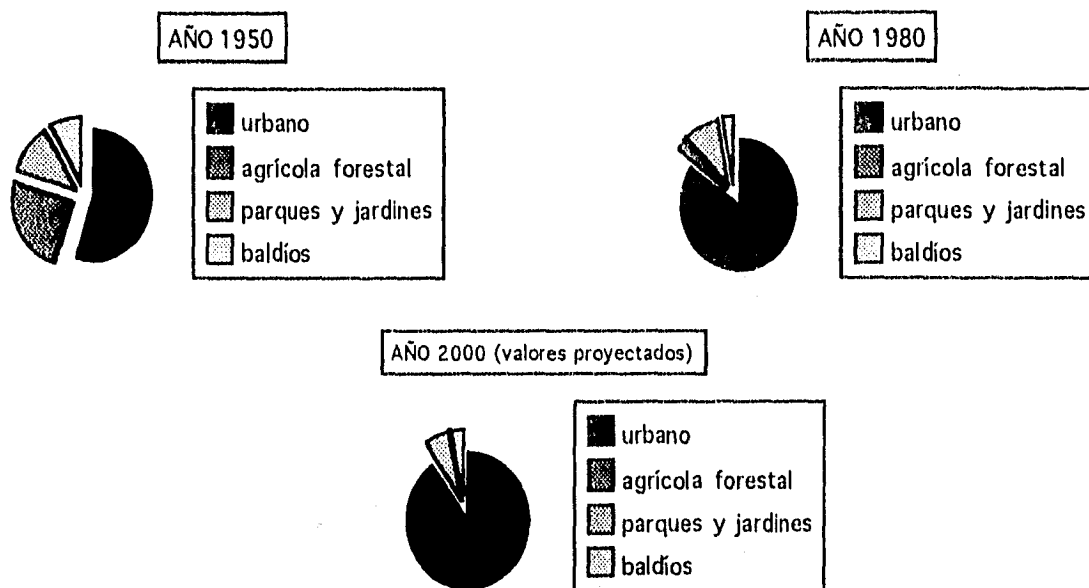 AÑO 1950
urbano
agrícola forestal
parques y jardines
baldíos
AÑO 1980
urbano
agrícola forestal
parques y jardines
baldíos
AÑO 2000 (valores proyectados)
urbano
agrícola forestal
parques y jardines
baldíos